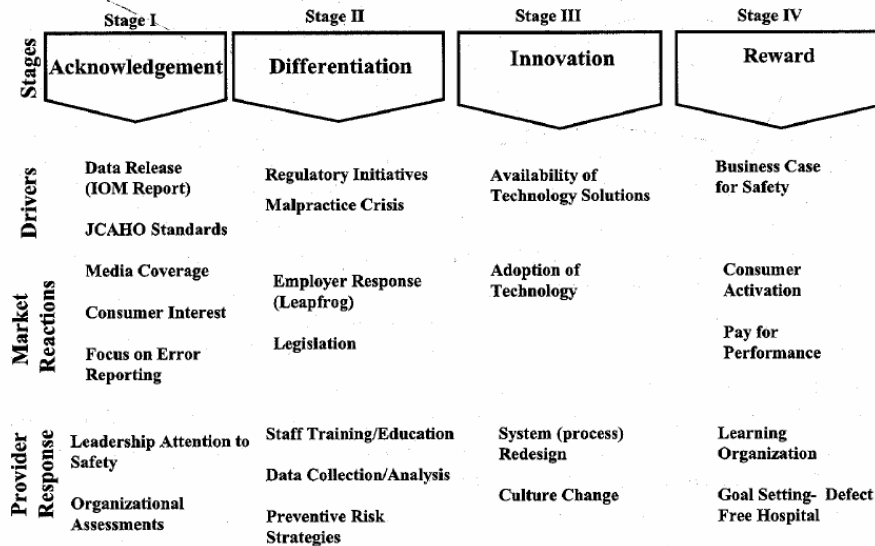 Stage I
Stage II
Stage III
Stage IV
Stages
Acknowledgement
Differentiation
Innovation
Reward
Drivers
Data Release
(IOM Report)
JCAHO Standards
Regulatory Initiatives
Malpractice Crisis
Availability of
Technology Solutions
Business Case
for Safety
Market
Reactions
Media Coverage
Consumer Interest
Focus on Error
Reporting
Employer Response
(Leapfrog)
Legislation
Adoption of
Technology
Consumer
Activation
Pay for
Performance
Provider
Response
Leadership Attention to
Safety
Organizational
Assessments
Staff Training/Education
Data Collection/Analysis
Preventive Risk
Strategies
System (process)
Redesign
Culture Change
Learning
Organization
Goal Setting- Defect
Free Hospital